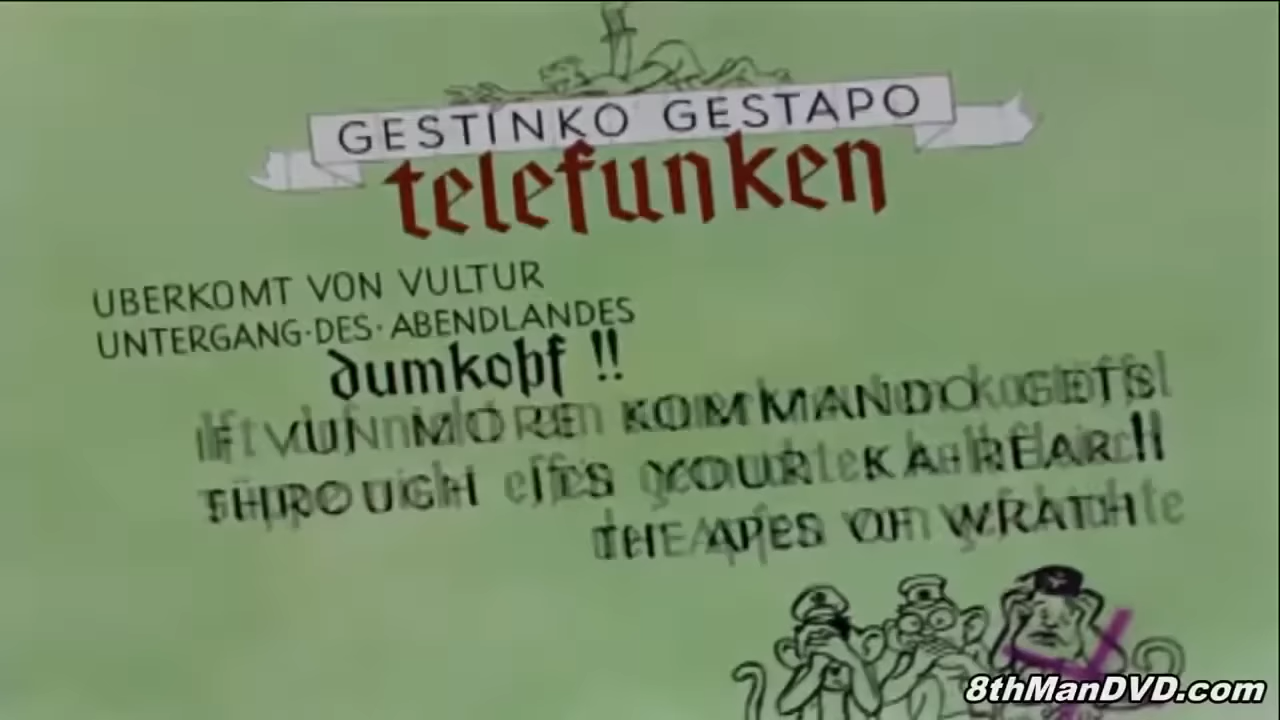 GESTINKO GESTAPO
telefunken
UBERKOMT VON VULTUR
UNTERGANG·DES·ABENDLANDES
dumkopf !!
IF VUN MORE KOMMANDO GETS
THROUGH ITS YOUR REAR!!
THE APES OF WRATH
8thManDVD.com